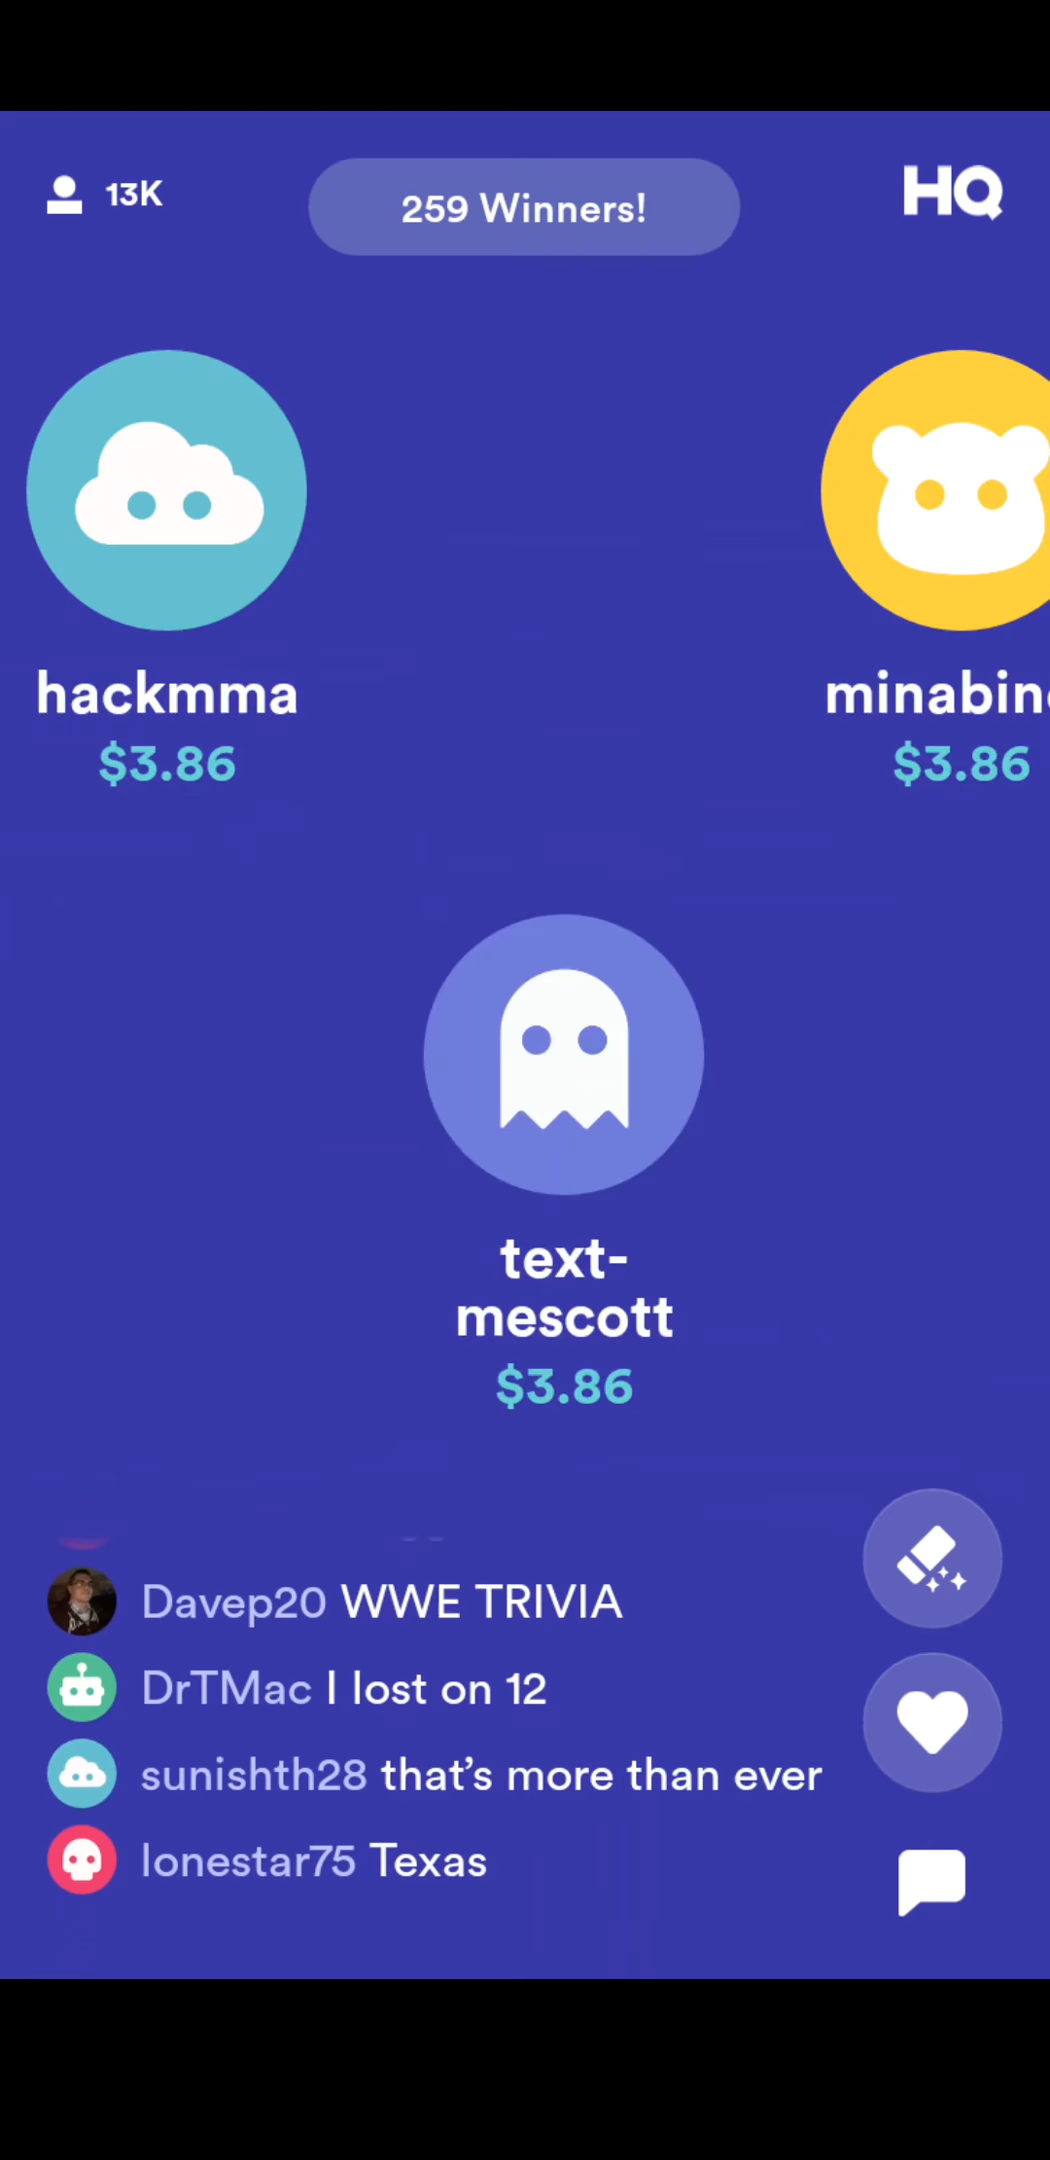 13K
259 Winners!
HQ
hackmma
$3.86
$3.86
text-
mescott
$3.86
Davep20 WWE TRIVIA
DrTMac I lost on 12
sunishth28 that's more than ever
lonestar75 Texas